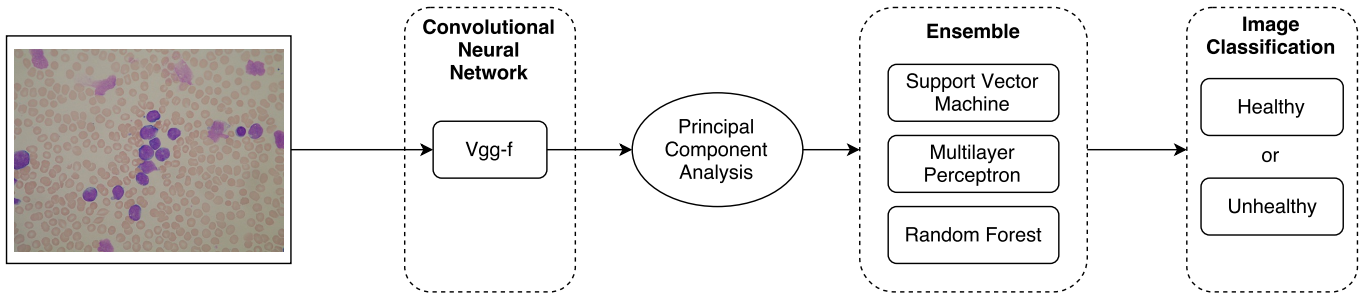 Convolutional
Neural
Network
Vgg-f
Principal
Component
Analysis
Ensemble
Support Vector
Machine
Multilayer
Perceptron
Random Forest
Image
Classification
Healthy
or
Unhealthy